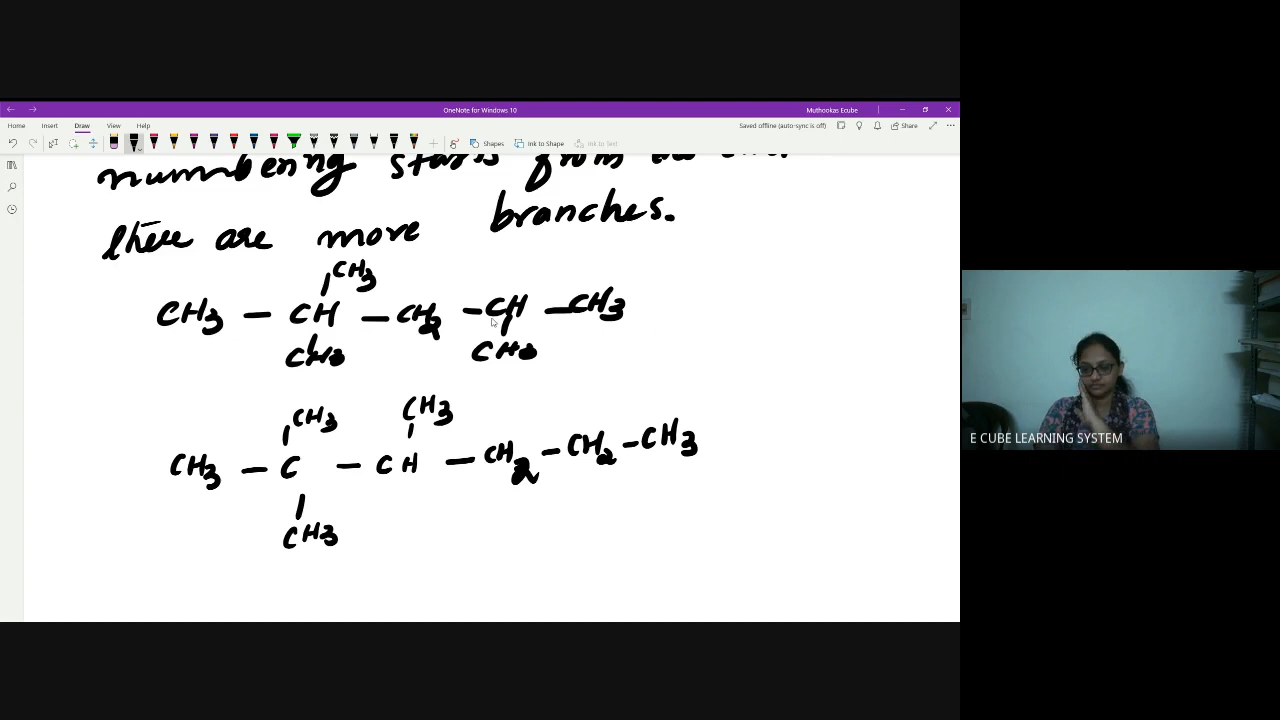 OneNote for Windows 10
Muthookas Ecube
Home Insert Draw View Help
Saved offline (auto-sync is off)
Share
Shapes
Ink to Shape
Ink to Text
numbering starts from
there are more branches.
CH3
CH3 — CH — CH2 — CH — CH3
CH3 CH3
CH3 CH3
CH3 — C — CH — CH2 — CH2 — CH3
CH3
E CUBE LEARNING SYSTEM